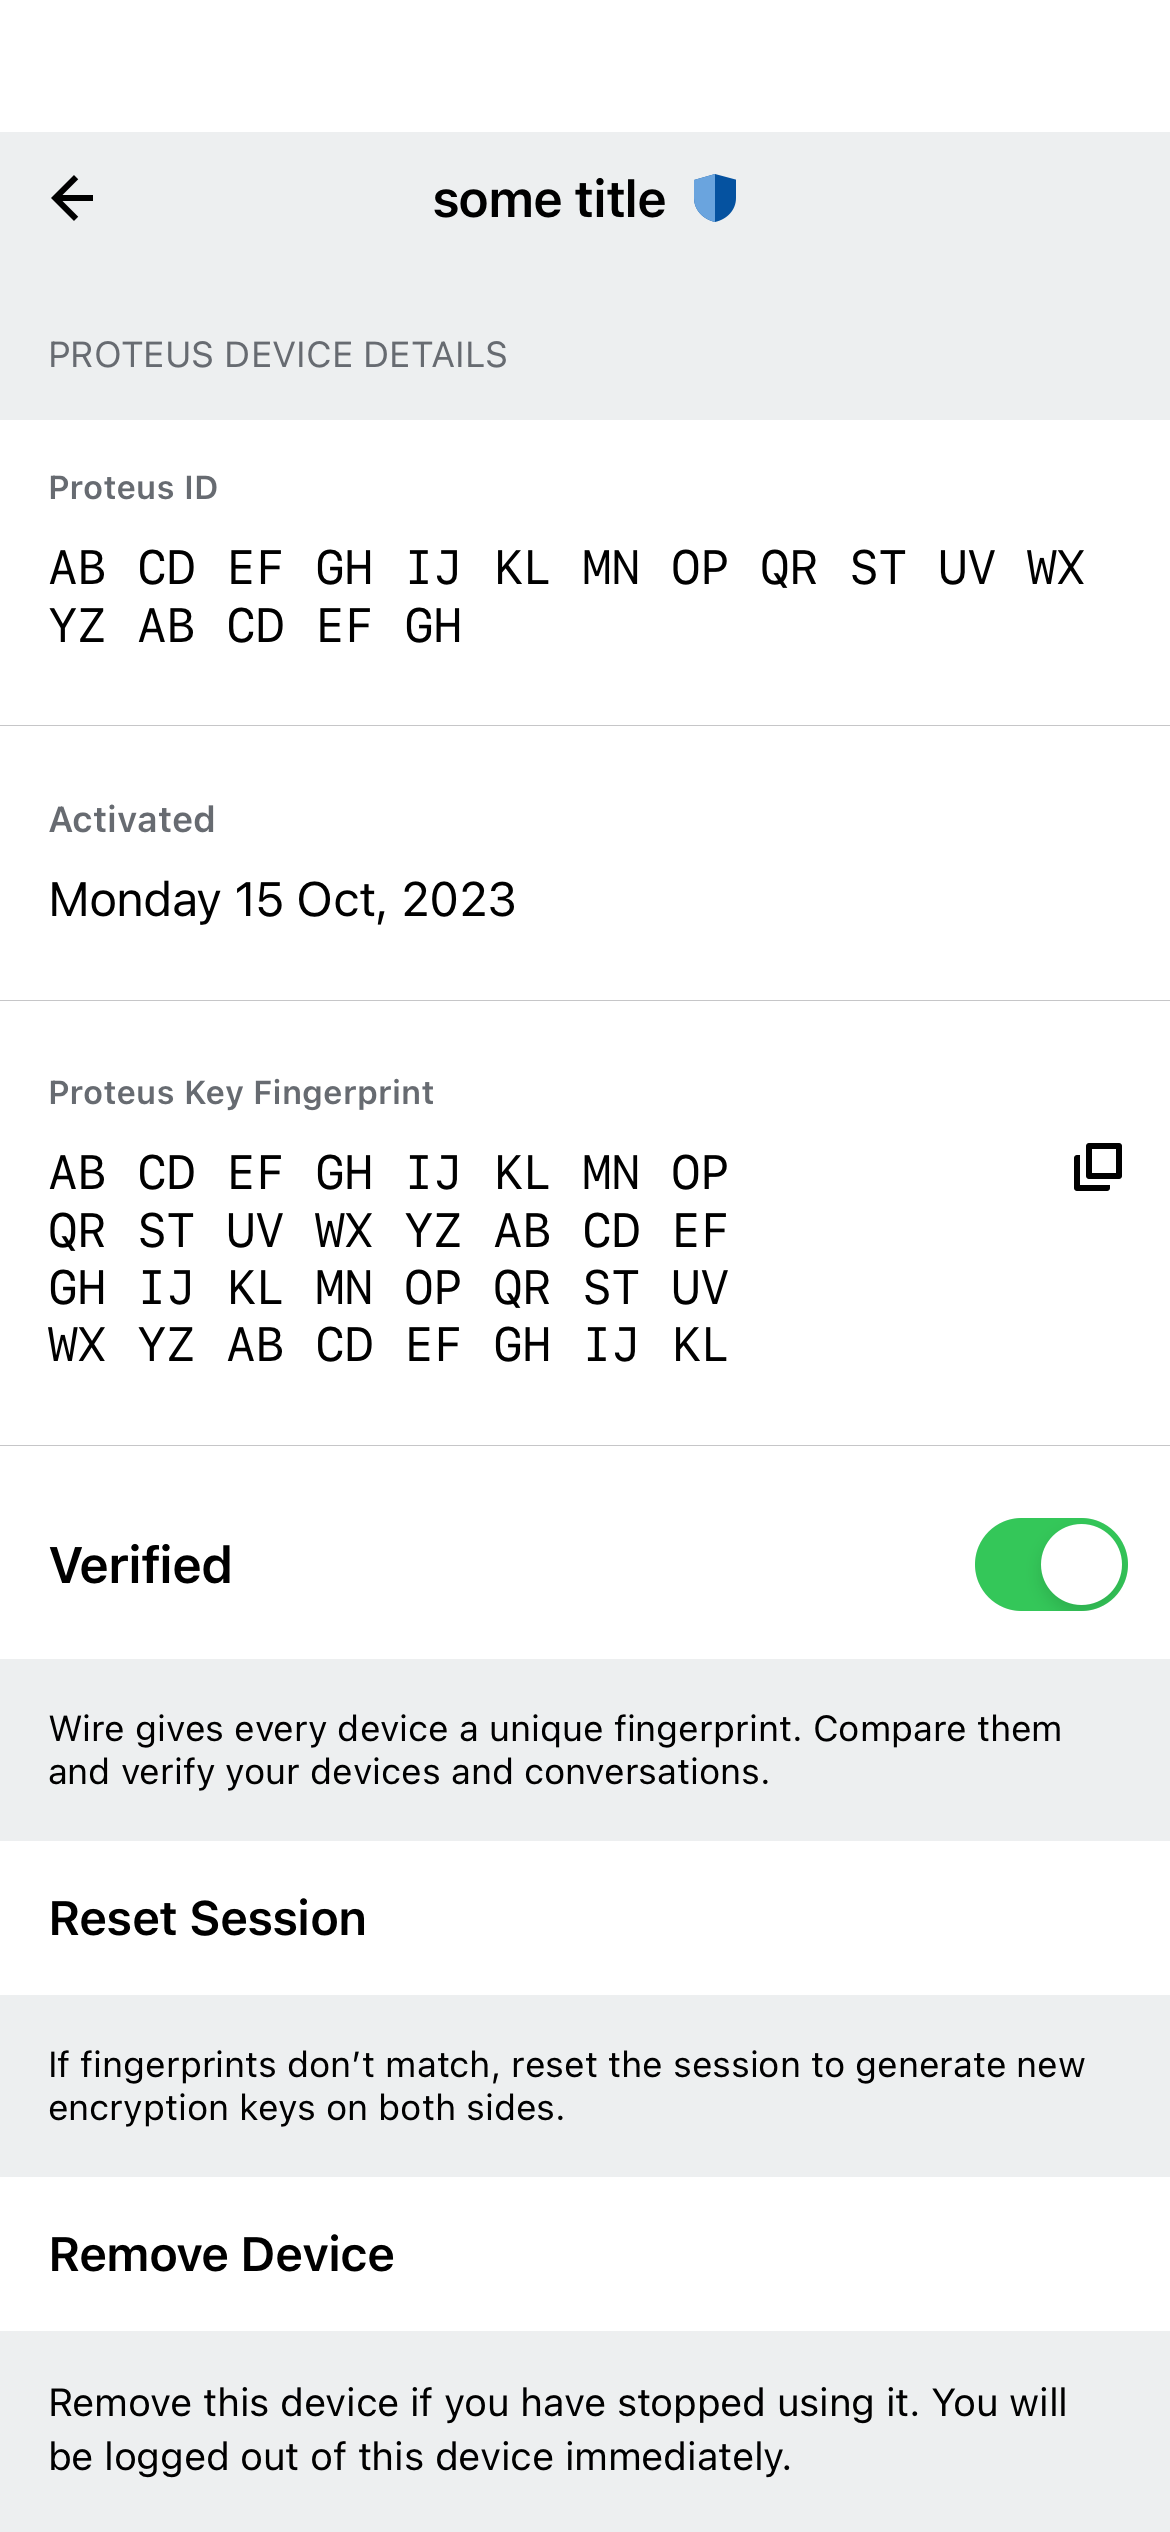 some title
PROTEUS DEVICE DETAILS
Proteus ID
AB CD EF GH IJ KL MN OP QR ST UV WX
YZ AB CD EF GH
Activated
Monday 15 Oct, 2023
Proteus Key Fingerprint
AB CD EF GH IJ KL MN OP
QR ST UV WX YZ AB CD EF
GH IJ KL MN OP QR ST UV
WX YZ AB CD EF GH IJ KL
Verified
Wire gives every device a unique fingerprint. Compare them
and verify your devices and conversations.
Reset Session
If fingerprints don’t match, reset the session to generate new
encryption keys on both sides.
Remove Device
Remove this device if you have stopped using it. You will
be logged out of this device immediately.